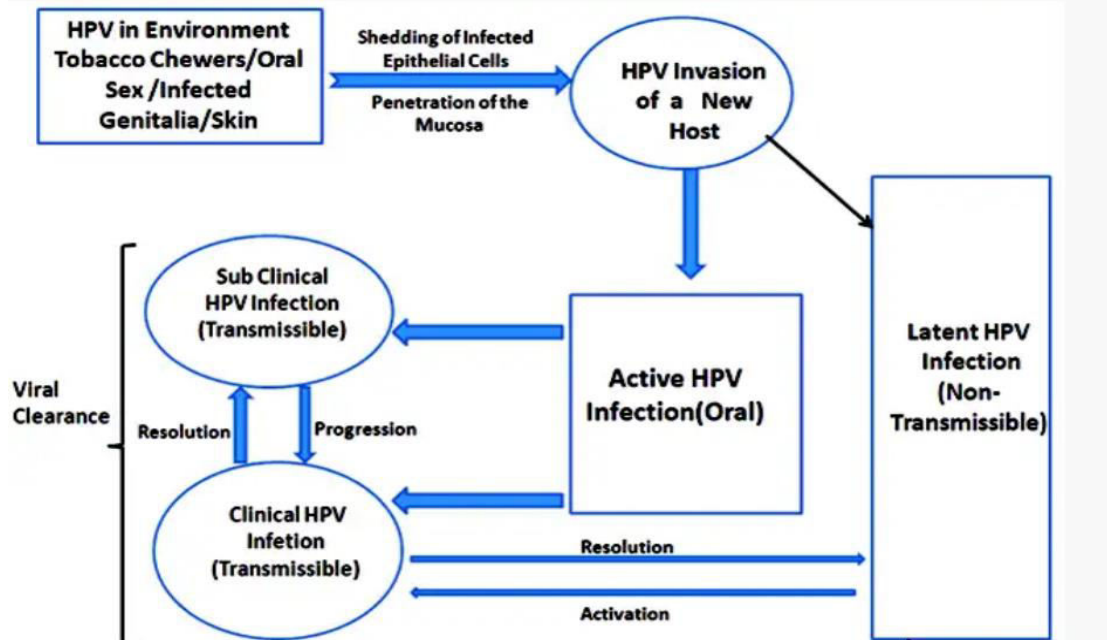 HPV in Environment
Tobacco Chewers/Oral
Sex /Infected
Genitalia/Skin
Shedding of Infected
Epithelial Cells
Penetration of the
Mucosa
HPV Invasion
of a New
Host
Sub Clinical
HPV Infection
(Transmissible)
Active HPV
Infection(Oral)
Latent HPV
Infection
(Non-
Transmissible)
Viral
Clearance
Resolution
Progression
Clinical HPV
Infetion
(Transmissible)
Resolution
Activation